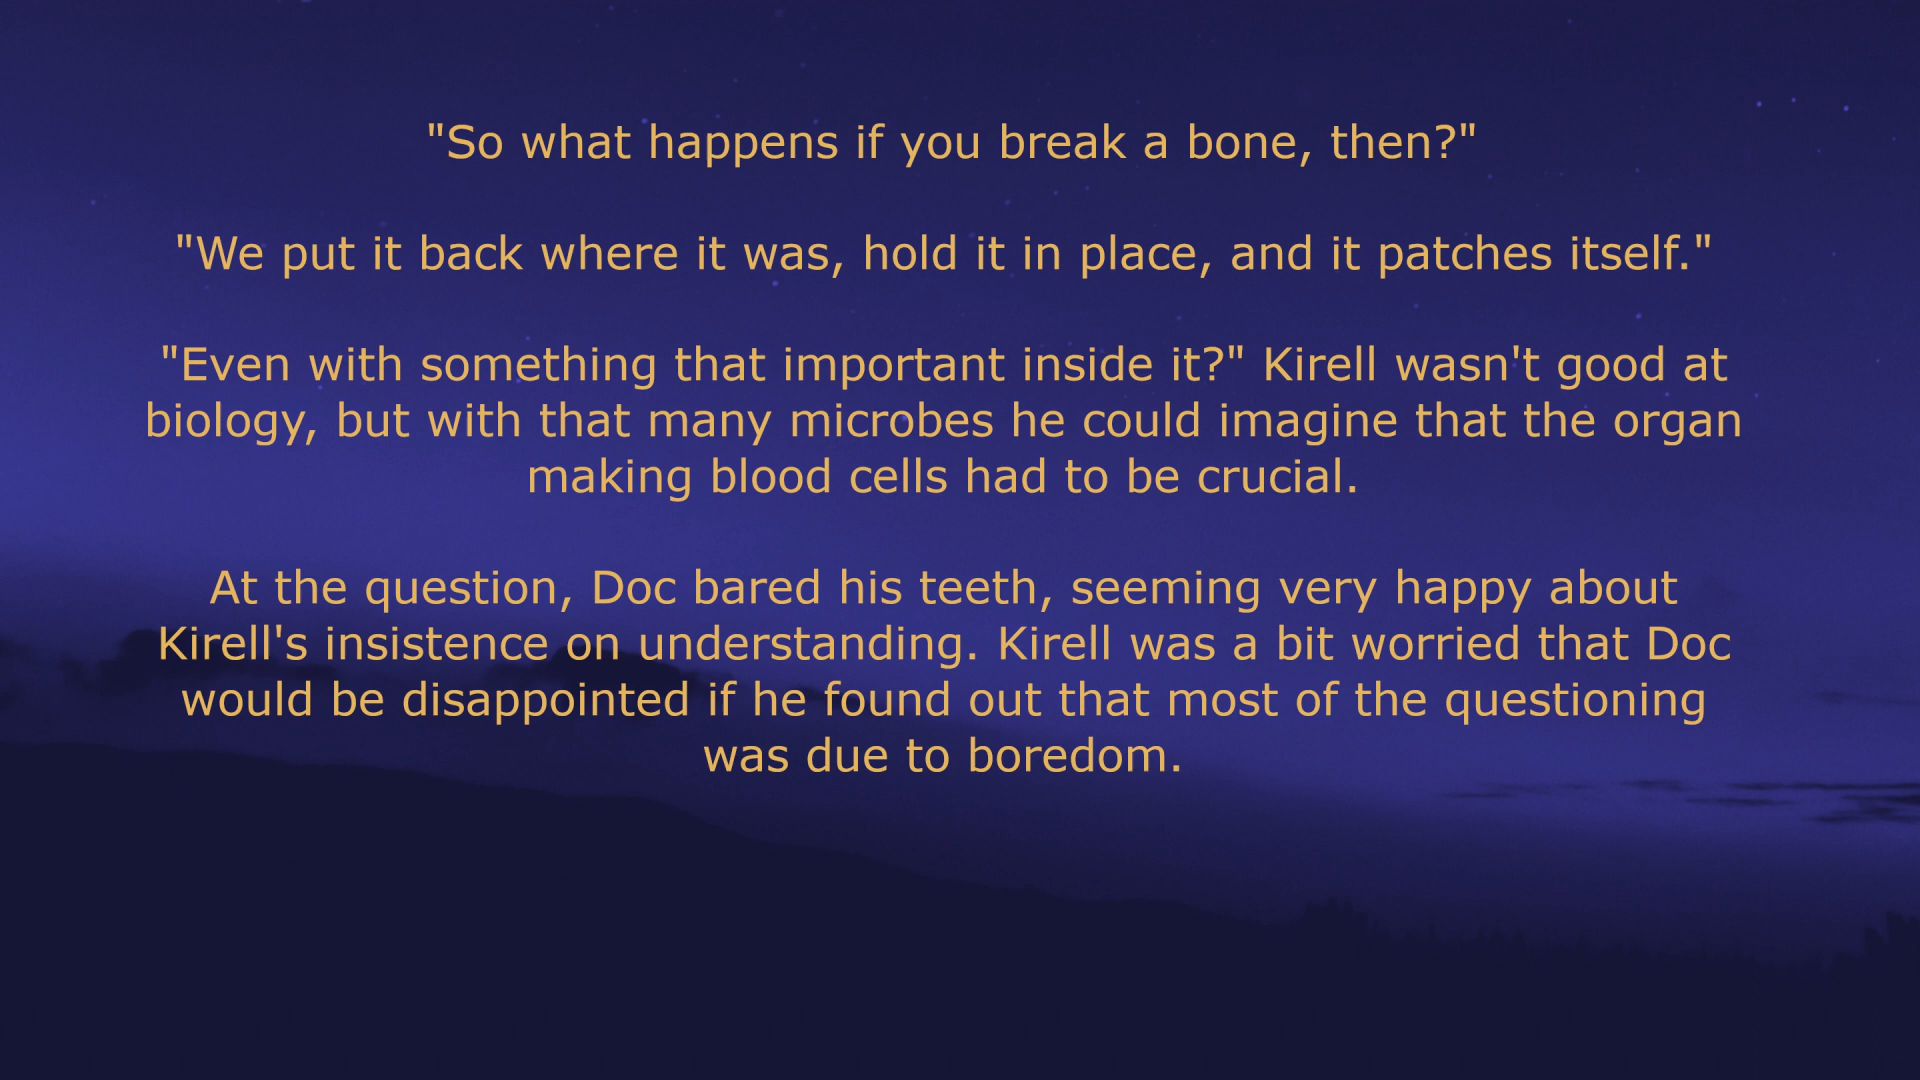 "So what happens if you break a bone, then?"
"We put it back where it was, hold it in place, and it patches itself."
"Even with something that important inside it?" Kirell wasn't good at
biology, but with that many microbes he could imagine that the organ
making blood cells had to be crucial.
At the question, Doc bared his teeth, seeming very happy about
Kirell's insistence on understanding. Kirell was a bit worried that Doc
would be disappointed if he found out that most of the questioning
was due to boredom.